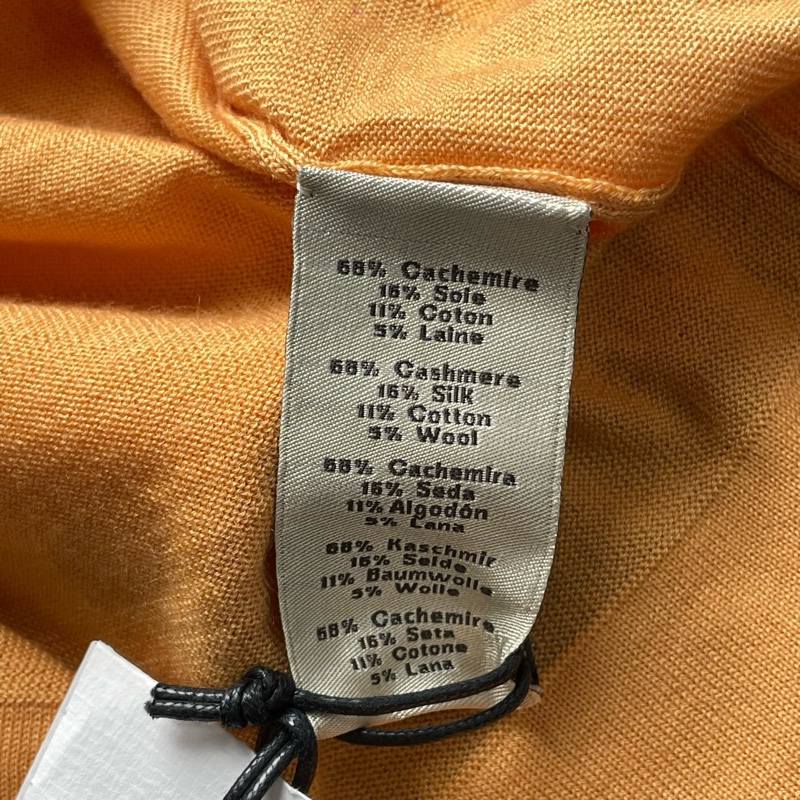 68% Cachemire
16% Soie
11% Coton
5% Laine
68% Cashmere
16% Silk
11% Cotton
5% Wool
68% Cachemira
16% Seda
11% Algodón
5% Lana
68% Kaschmir
16% Seide
11% Baumwolle
5% Wolle
68% Cachemire
16% Seta
11% Cotone
5% Lana